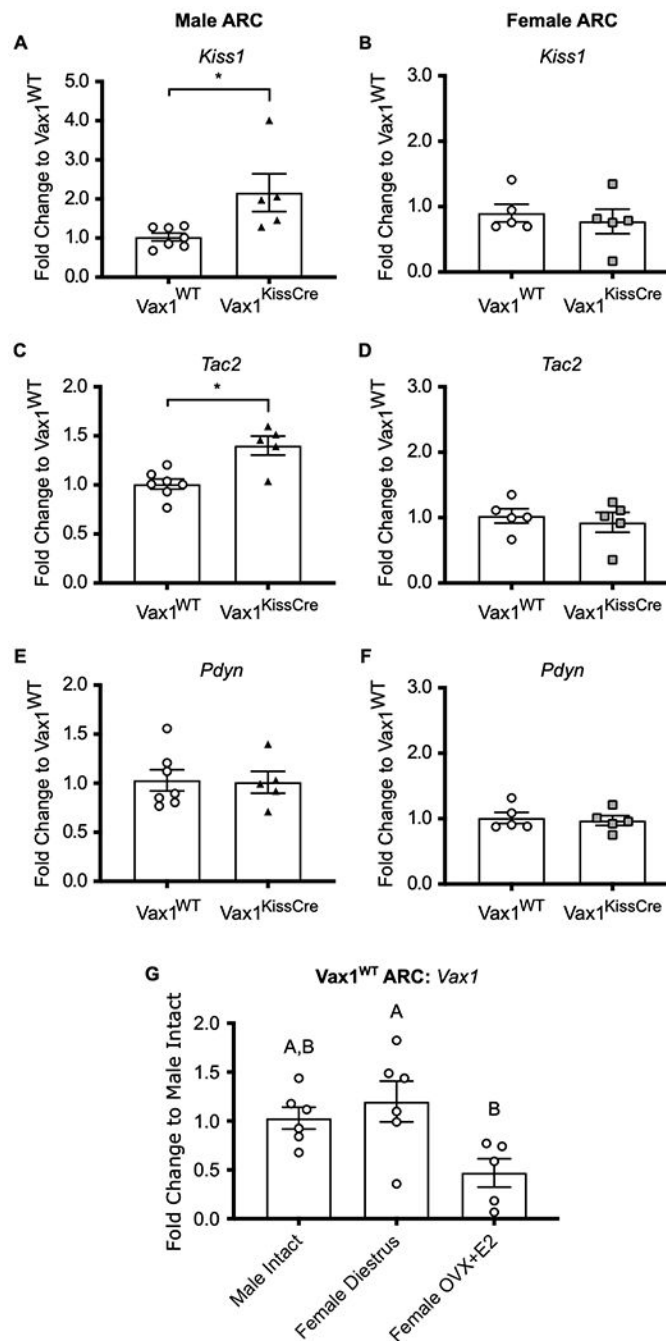 Male ARC
Female ARC
A
Kiss1
B
Kiss1
Fold Change to Vax1WT
5.0
4.0
3.0
2.0
1.0
0.0
*
Vax1WT
Vax1KissCre
Fold Change to Vax1WT
3.0
2.0
1.0
0.0
Vax1WT
Vax1KissCre
C
Tac2
D
Tac2
Fold Change to Vax1WT
2.0
1.5
1.0
0.5
0.0
*
Vax1WT
Vax1KissCre
Fold Change to Vax1WT
3.0
2.0
1.0
0.0
Vax1WT
Vax1KissCre
E
Pdyn
F
Pdyn
Fold Change to Vax1WT
2.0
1.5
1.0
0.5
0.0
Vax1WT
Vax1KissCre
Fold Change to Vax1WT
3.0
2.0
1.0
0.0
Vax1WT
Vax1KissCre
G
Vax1WT ARC: Vax1
Fold Change to Male Intact
2.0
1.5
1.0
0.5
0.0
A,B
A
B
Male Intact
Female Diestrus
Female OVX+E2